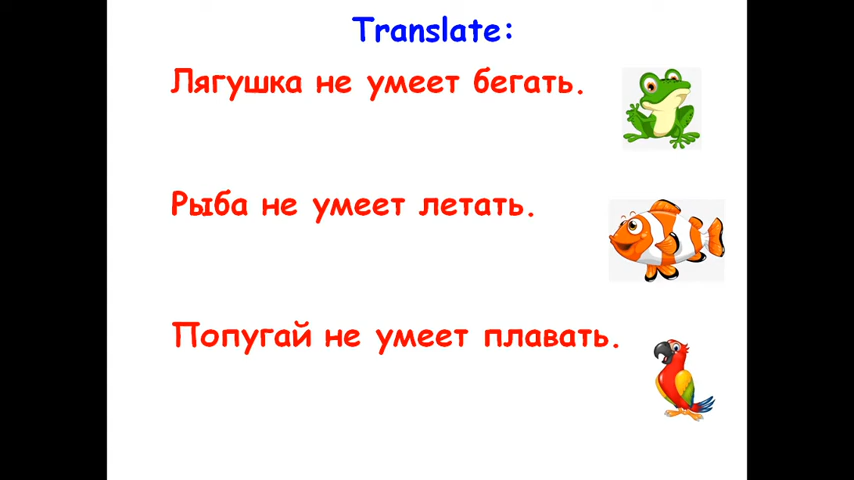 Translate:
Лягушка не умеет бегать.
Рыба не умеет летать.
Попугай не умеет плавать.